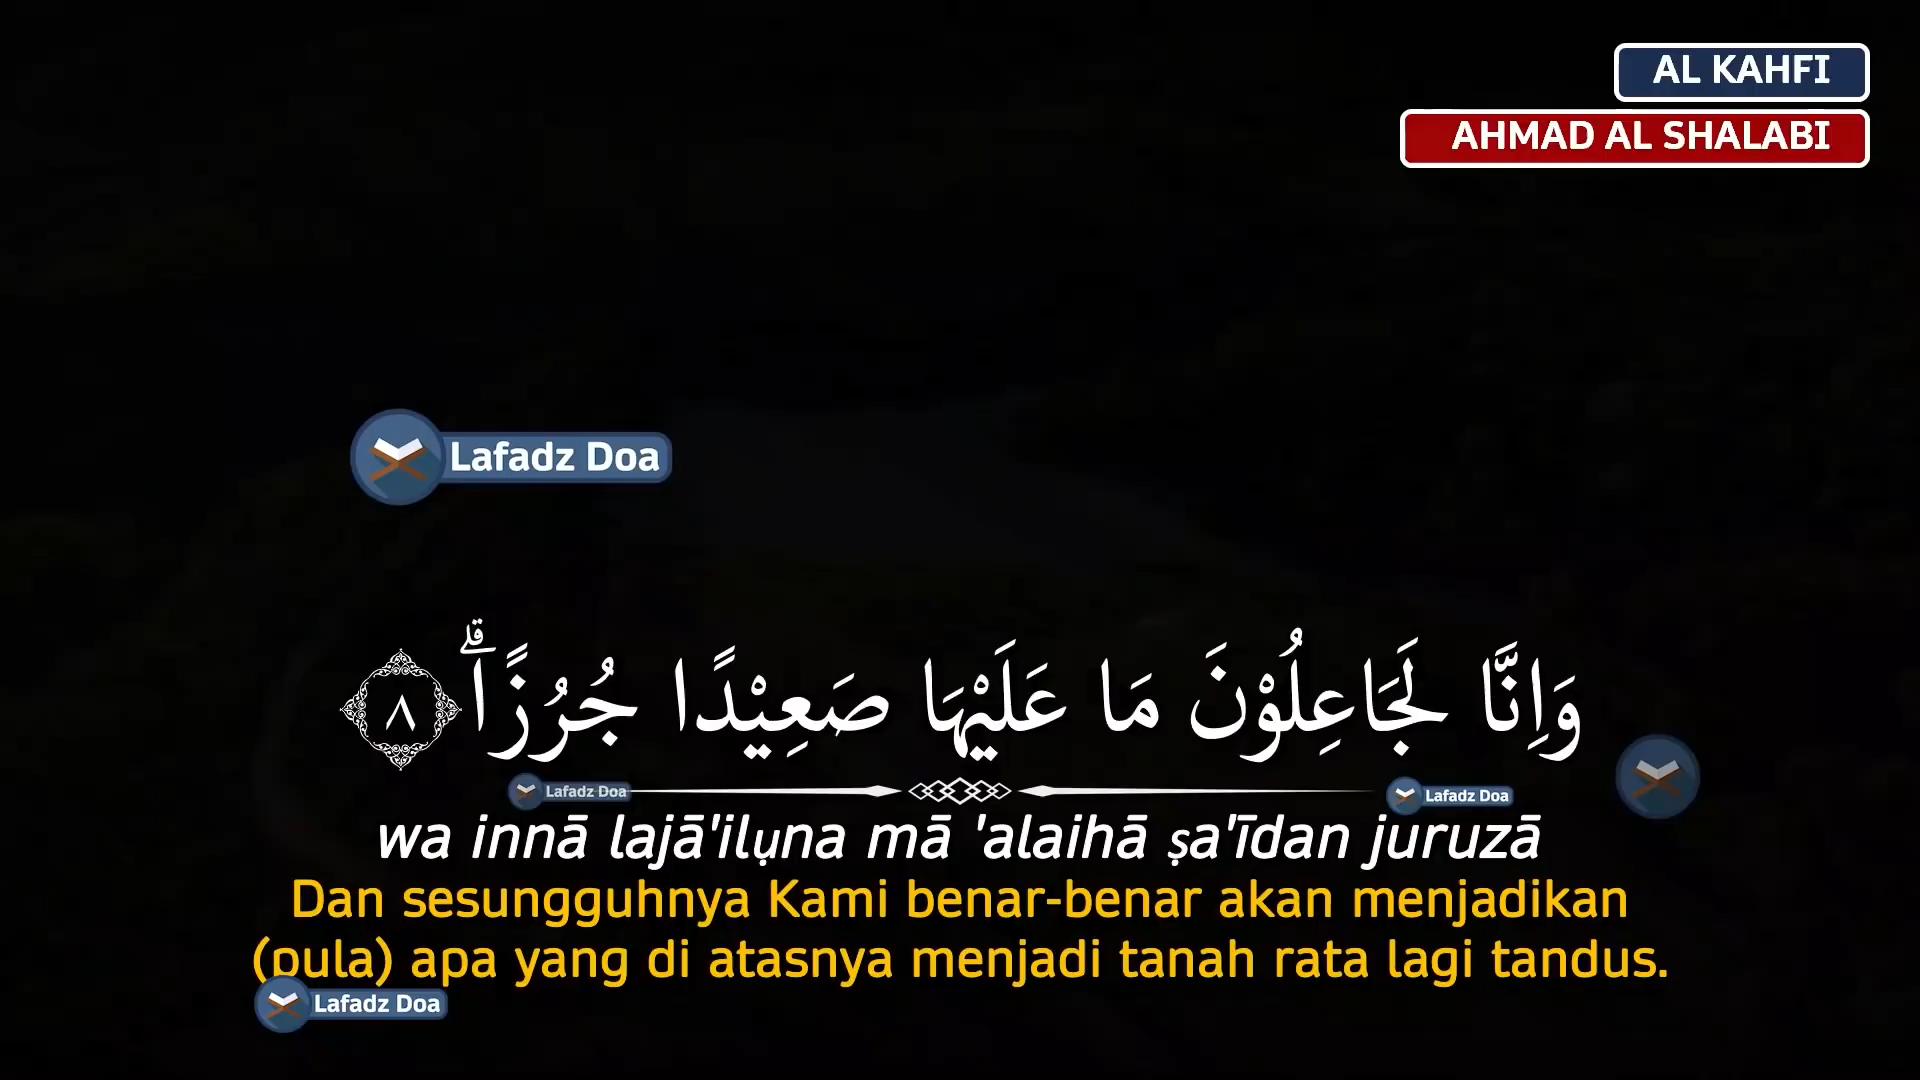 AL KAHFI
AHMAD AL SHALABI
Lafadz Doa
وَاِنَّا لَجَاعِلُوْنَ مَا عَلَيْهَا صَعِيْدًا جُرُزًاۗ ٨
Lafadz Doa
Lafadz Doa
wa innā lajā'ilụna mā 'alaihā ṣa'īdan juruzā
Dan sesungguhnya Kami benar-benar akan menjadikan
(pula) apa yang di atasnya menjadi tanah rata lagi tandus.
Lafadz Doa